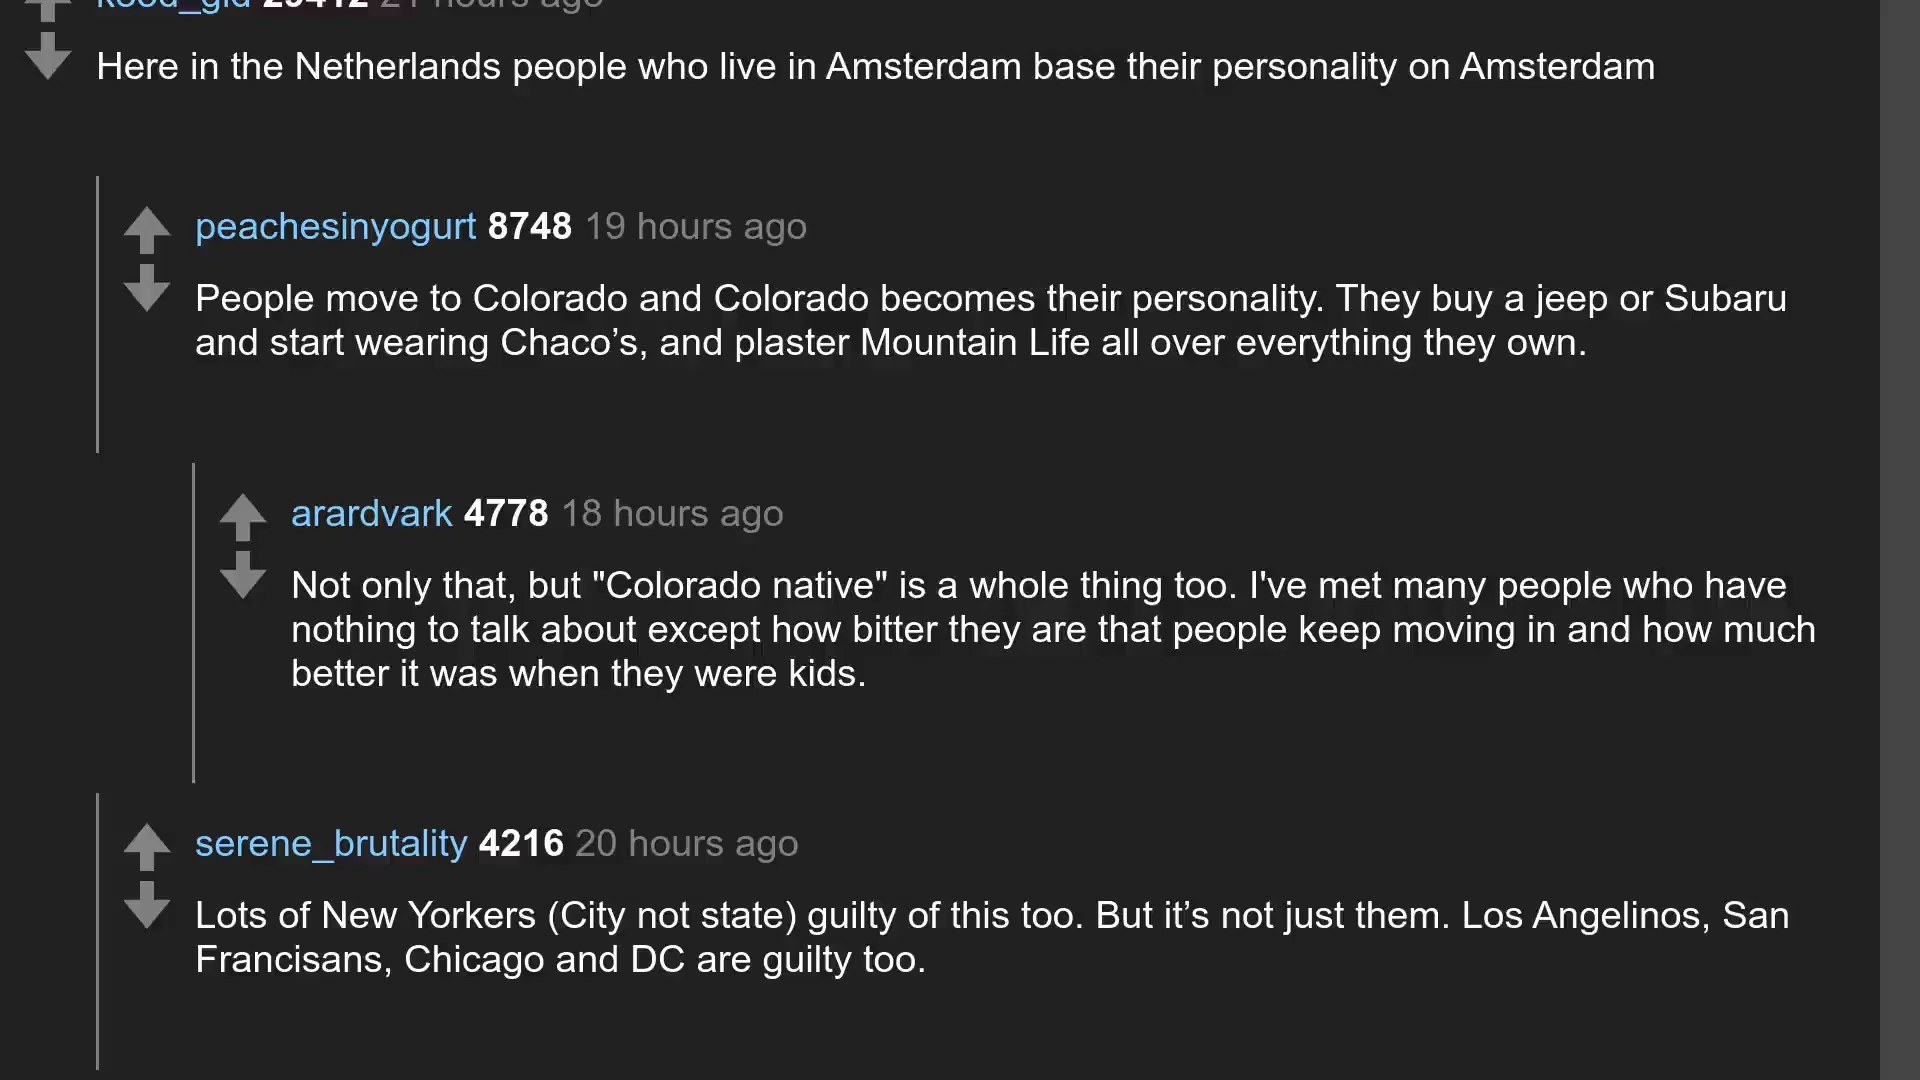 Here in the Netherlands people who live in Amsterdam base their personality on Amsterdam
peachesinyogurt 8748 19 hours ago
People move to Colorado and Colorado becomes their personality. They buy a jeep or Subaru
and start wearing Chaco’s, and plaster Mountain Life all over everything they own.
arardvark 4778 18 hours ago
Not only that, but "Colorado native" is a whole thing too. I've met many people who have
nothing to talk about except how bitter they are that people keep moving in and how much
better it was when they were kids.
serene_brutality 4216 20 hours ago
Lots of New Yorkers (City not state) guilty of this too. But it’s not just them. Los Angelinos, San
Francisans, Chicago and DC are guilty too.